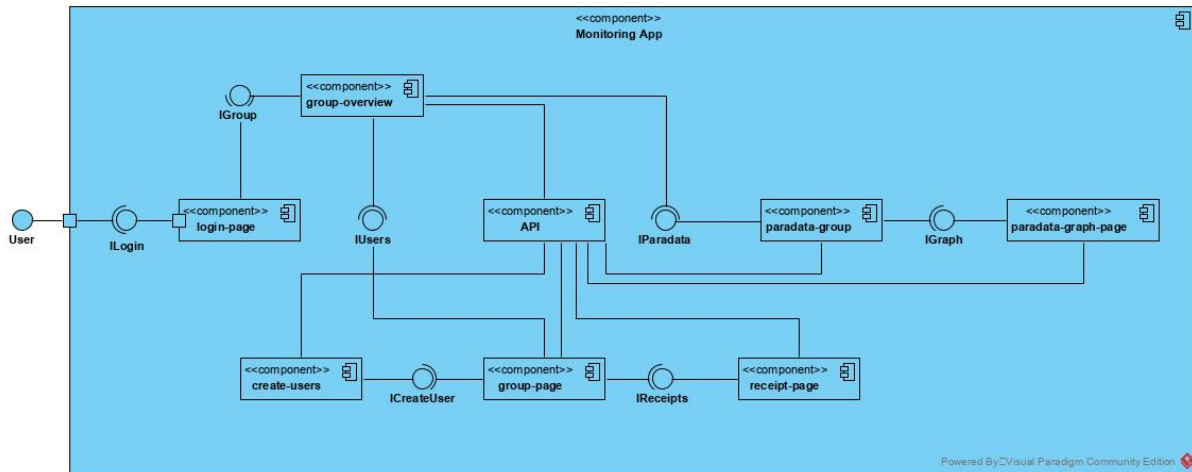 <<component>>
Monitoring App
<<component>>
group-overview
IGroup
<<component>>
login-page
<<component>>
API
<<component>>
paradata-group
<<component>>
paradata-graph-page
User
ILogin
IUsers
IParadata
IGraph
<<component>>
create-users
<<component>>
group-page
<<component>>
receipt-page
ICreateUser
IReceipts
Powered By Visual Paradigm Community Edition